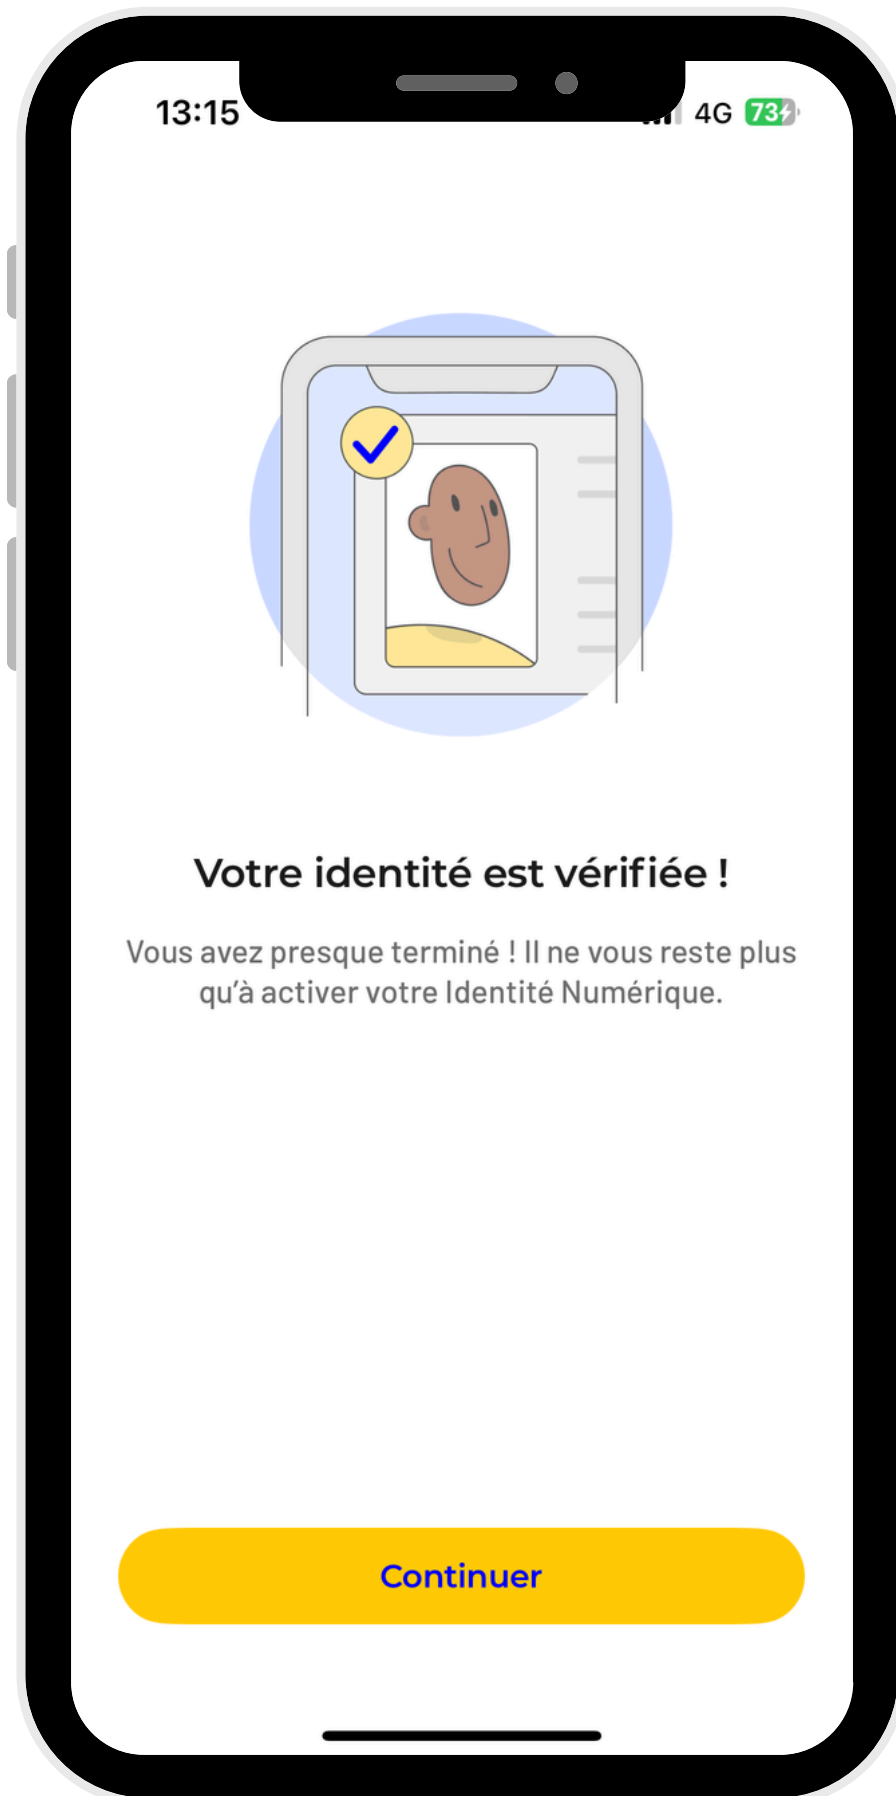 13:15 4G 73
Votre identité est vérifiée !
Vous avez presque terminé ! Il ne vous reste plus
qu’à activer votre Identité Numérique.
Continuer